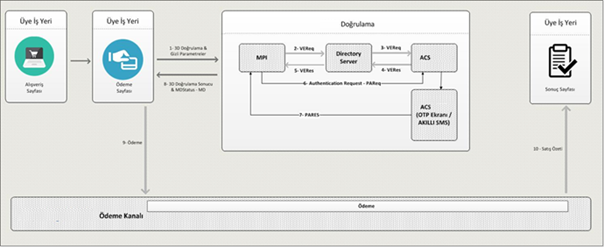 Üye İş Yeri
Alışveriş
Sayfası
Üye İş Yeri
Ödeme
Sayfası
1- 3D Doğrulama &
Gizli Parametreler
8- 3D Doğrulama Sonucu
& MDStatus - MD
Doğrulama
MPI
2- VEReq
Directory
Server
3- VEReq
ACS
5- VERes
4- VERes
6- Authentication Request - PAReq
7- PARES
ACS
(OTP Ekranı /
AKILLI SMS)
Üye İş Yeri
Sonuç Sayfası
9- Ödeme
10 - Satış Özeti
Ödeme
Ödeme Kanalı